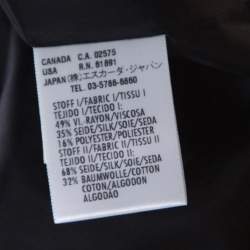 CANADA C.A. 02575
USA R.N. 81891
JAPAN (株)エスカーダ・ジャパン
TEL. 03-5786-8860
STOFF I/FABRIC I/TISSU I
TEJIDO I/TECIDO I:
49% VI.RAYON/VISCOSA
35% SEIDE/SILK/SOIE/SEDA
16% POLYESTER/POLIESTER
STOFF II/FABRIC II/TISSU II
TEJIDO II/TECIDO II:
68% SEIDE/SILK/SOIE/SEDA
32% BAUMWOLLE/COTTON
COTON/ALGODON
ALGODÃO